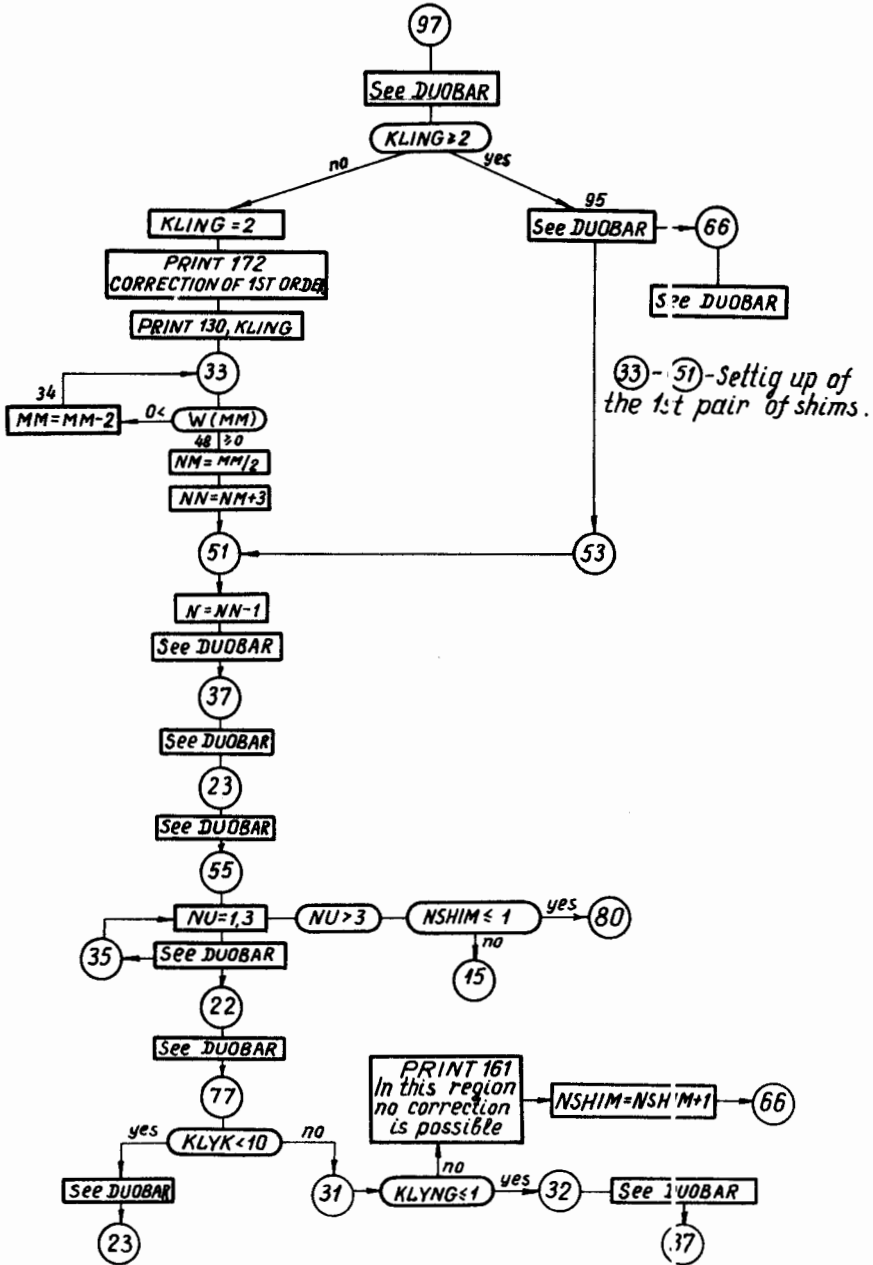 97
See DUOBAR
KLING ≥ 2
no
yes
KLING = 2
95
See DUOBAR
66
PRINT 172
CORRECTION OF 1ST ORDER
See DUOBAR
PRINT 130, KLING
33
33 - 51 - Settig up of
the 1st pair of shims.
34
MM = MM-2
0<
W (MM)
48 ≥0
NM = MM/2
NN = NM+3
51
53
N = NN-1
See DUOBAR
37
See DUOBAR
23
See DUOBAR
55
NU = 1,3
NU > 3
NSHIM ≤ 1
yes
80
no
35
See DUOBAR
15
22
See DUOBAR
77
PRINT 161
In this region
no correction
is possible
NSHIM = NSHIM+1
66
yes
KLYK < 10
no
no
See DUOBAR
31
KLYNG ≤ 1
yes
32
See DUOBAR
23
37